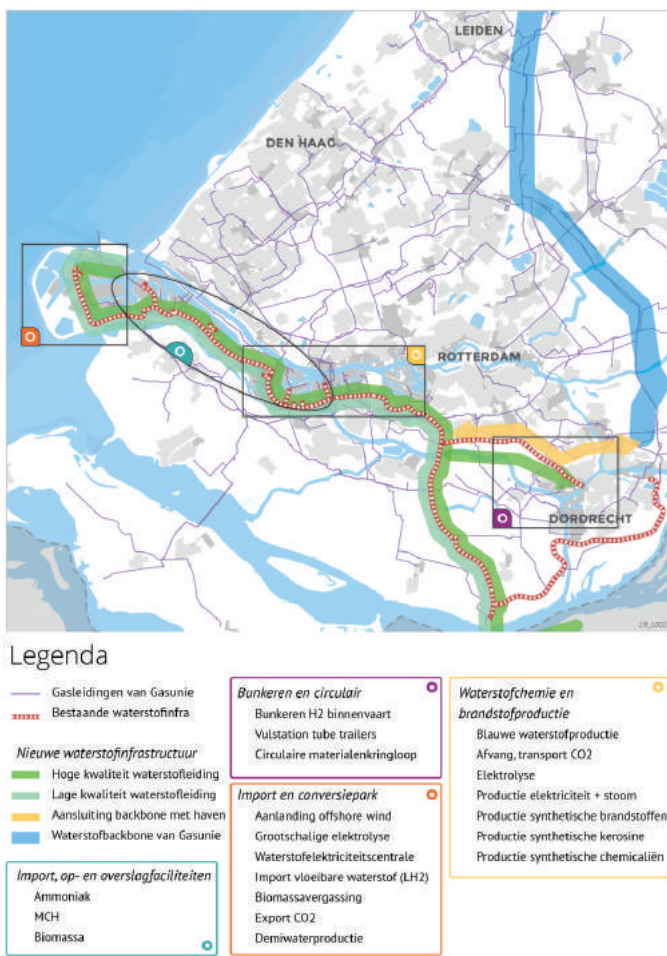 LEIDEN
DEN HAAG
ROTTERDAM
DORDRECHT
Legenda
Gasleidingen van Gasunie
Bestaande waterstofinfra
Nieuwe waterstofinfrastructuur
Hoge kwaliteit waterstofleiding
Lage kwaliteit waterstofleiding
Aansluiting backbone met haven
Waterstofbackbone van Gasunie
Import, op- en overslagfaciliteiten
Ammoniak
MCH
Biomassa
Bunkeren en circulair
Bunkeren H2 binnenvaart
Vulstation tube trailers
Circulaire materialenkringloop
Import en conversiepark
Aanlanding offshore wind
Grootschalige elektrolyse
Waterstofelektriciteitscentrale
Import vloeibare waterstof (LH2)
Biomassavergassing
Export CO2
Demiwaterproductie
Waterstofchemie en
brandstofproductie
Blauwe waterstofproductie
Afvang, transport CO2
Elektrolyse
Productie elektriciteit + stoom
Productie synthetische brandstoffen
Productie synthetische kerosine
Productie synthetische chemicaliën